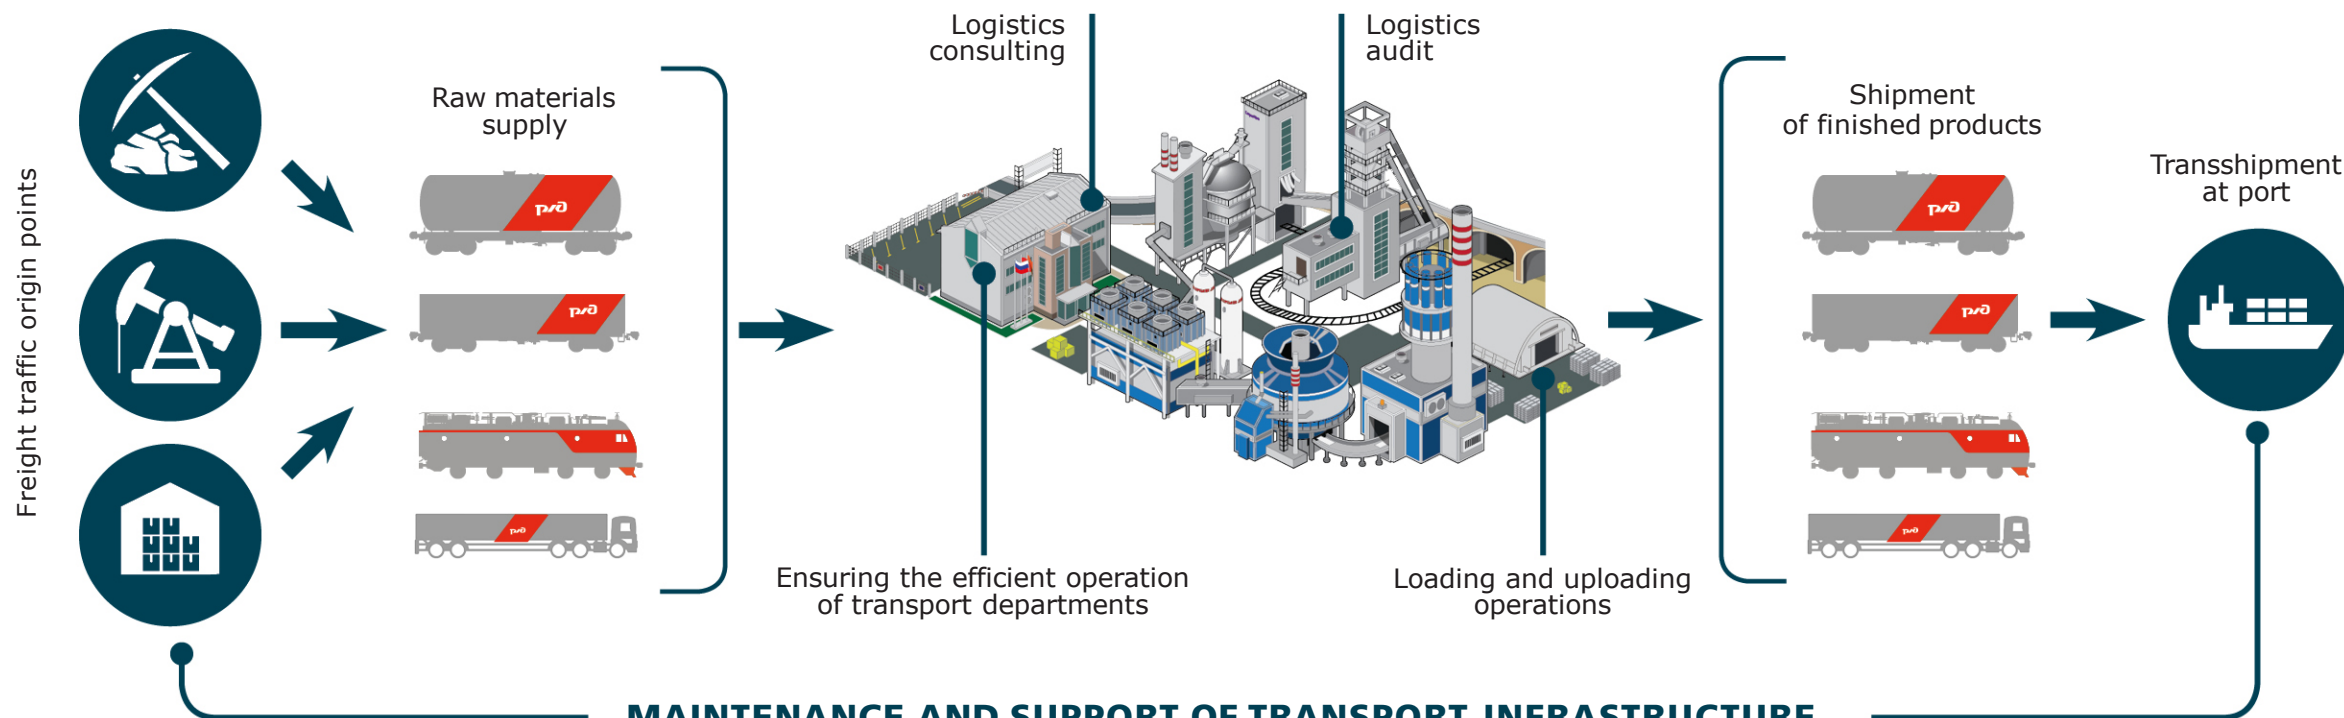 Freight traffic origin points
Raw materials
supply
Logistics
consulting
Logistics
audit
Ensuring the efficient operation
of transport departments
Loading and uploading
operations
Shipment
of finished products
Transshipment
at port
MAINTENANCE AND SUPPORT OF TRANSPORT INFRASTRUCTURE